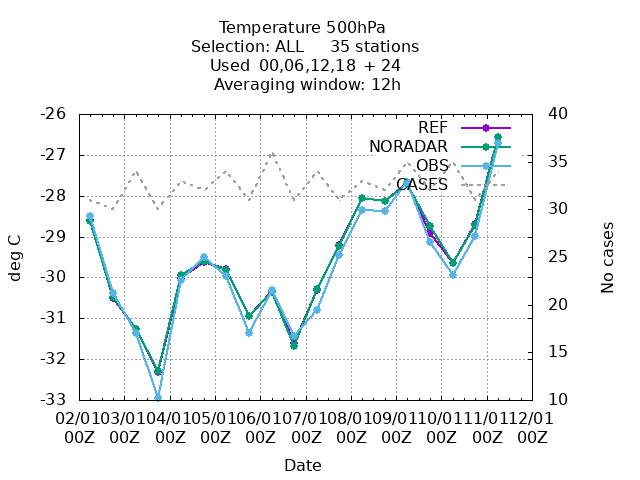 Temperature 500hPa
Selection: ALL 35 stations
Used 00,06,12,18 + 24
Averaging window: 12h
-26 40
REF
NORADAR
OBS
CASES
-27 35
-28 30
-29 25
-30 20
-31 15
-32
-33 10
deg C
No cases
02/01 03/01 04/01 05/01 06/01 07/01 08/01 09/01 10/01 11/01 12/01
00Z 00Z 00Z 00Z 00Z 00Z 00Z 00Z 00Z 00Z 00Z
Date